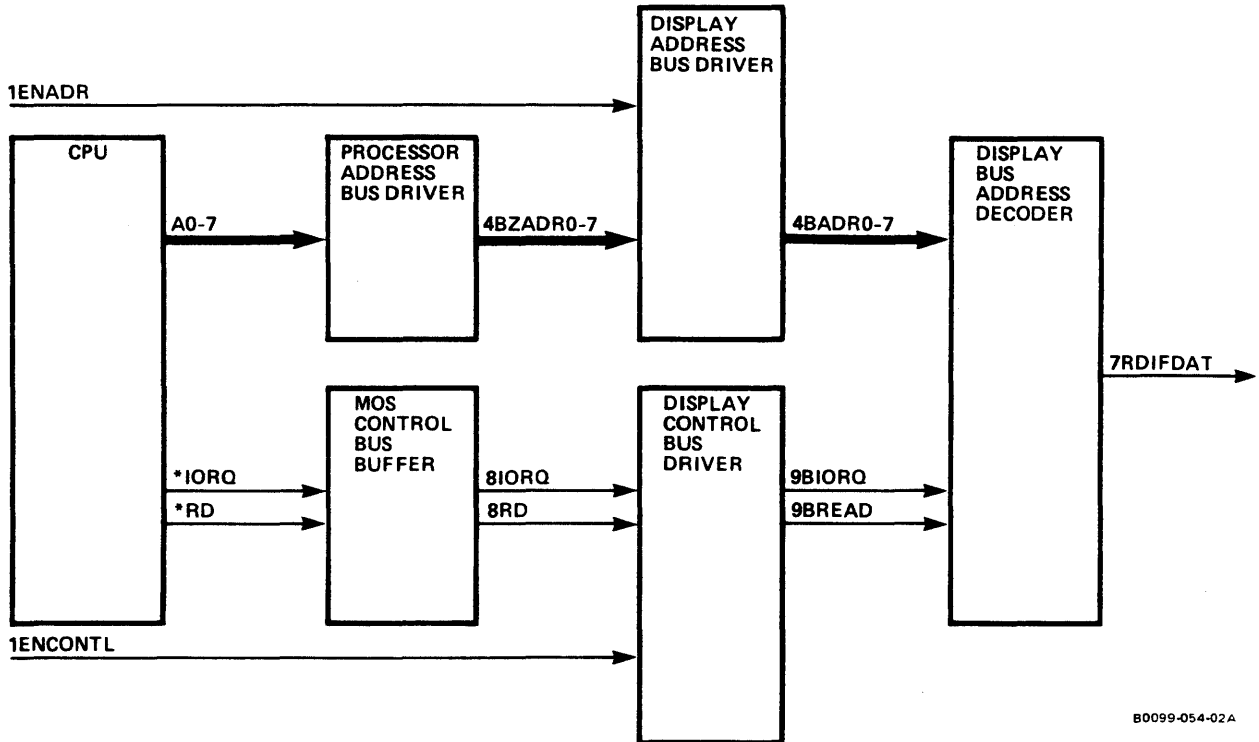 DISPLAY
ADDRESS
BUS DRIVER
1ENADR
CPU
PROCESSOR
ADDRESS
BUS DRIVER
DISPLAY
BUS
ADDRESS
DECODER
A0-7
4BZADR0-7
4BADR0-7
7RDIFDAT
MOS
CONTROL
BUS
BUFFER
DISPLAY
CONTROL
BUS
DRIVER
*IORQ
8IORQ
9BIORQ
*RD
8RD
9BREAD
1ENCONTL
B0099-054-02A